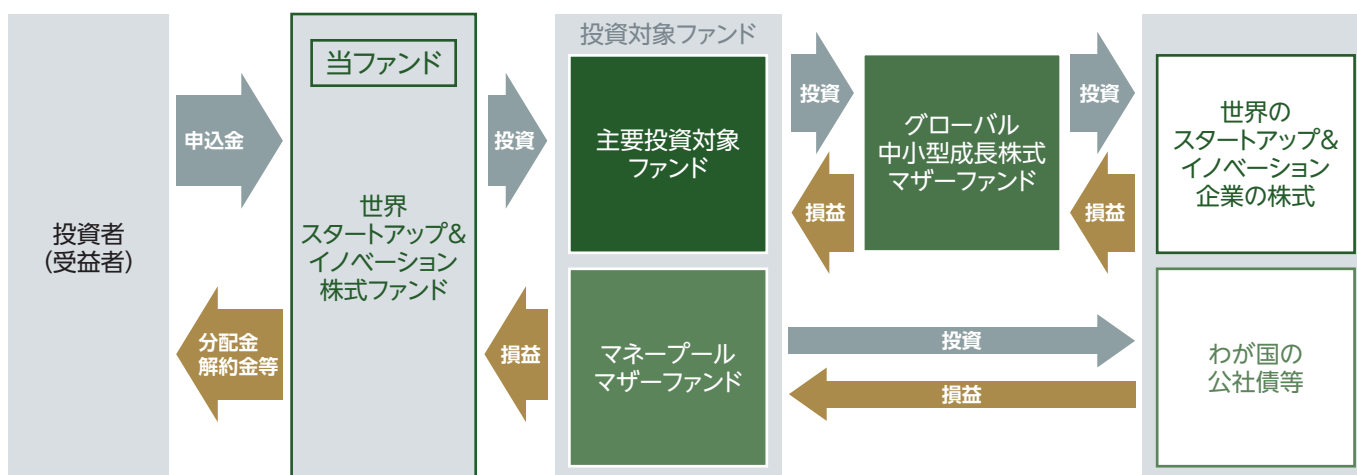 投資者
(受益者)
申込金
分配金
解約金等
当ファンド
世界
スタートアップ&
イノベーション
株式ファンド
投資
損益
投資対象ファンド
主要投資対象
ファンド
マネープール
マザーファンド
投資
損益
グローバル
中小型成長株式
マザーファンド
投資
損益
投資
損益
世界の
スタートアップ&
イノベーション
企業の株式
わが国の
公社債等